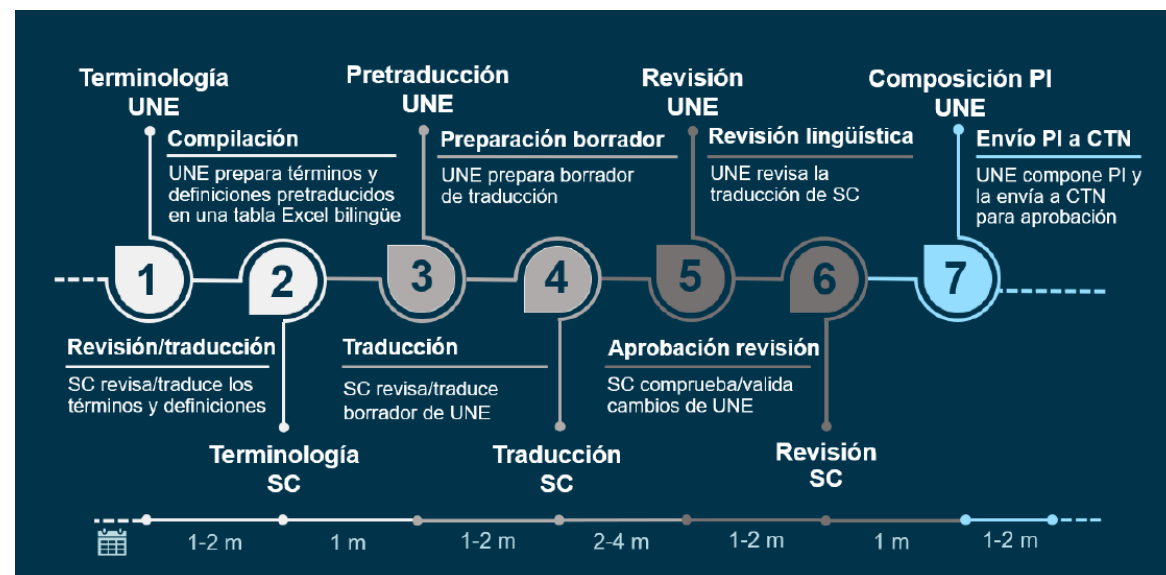 Terminología
UNE
Compilación
UNE prepara términos y
definiciones pretraducidos
en una tabla Excel bilingüe
Pretraducción
UNE
Preparación borrador
UNE prepara borrador
de traducción
Revisión
UNE
Revisión lingüística
UNE revisa la
traducción de SC
Composición PI
UNE
Envío PI a CTN
UNE compone PI y
la envía a CTN
para aprobación
1
2
3
4
5
6
7
Revisión/traducción
SC revisa/traduce los
términos y definiciones
Terminología
SC
Traducción
SC revisa/traduce
borrador de UNE
Traducción
SC
Aprobación revisión
SC comprueba/valida
cambios de UNE
Revisión
SC
1-2 m
1 m
1-2 m
2-4 m
1-2 m
1 m
1-2 m